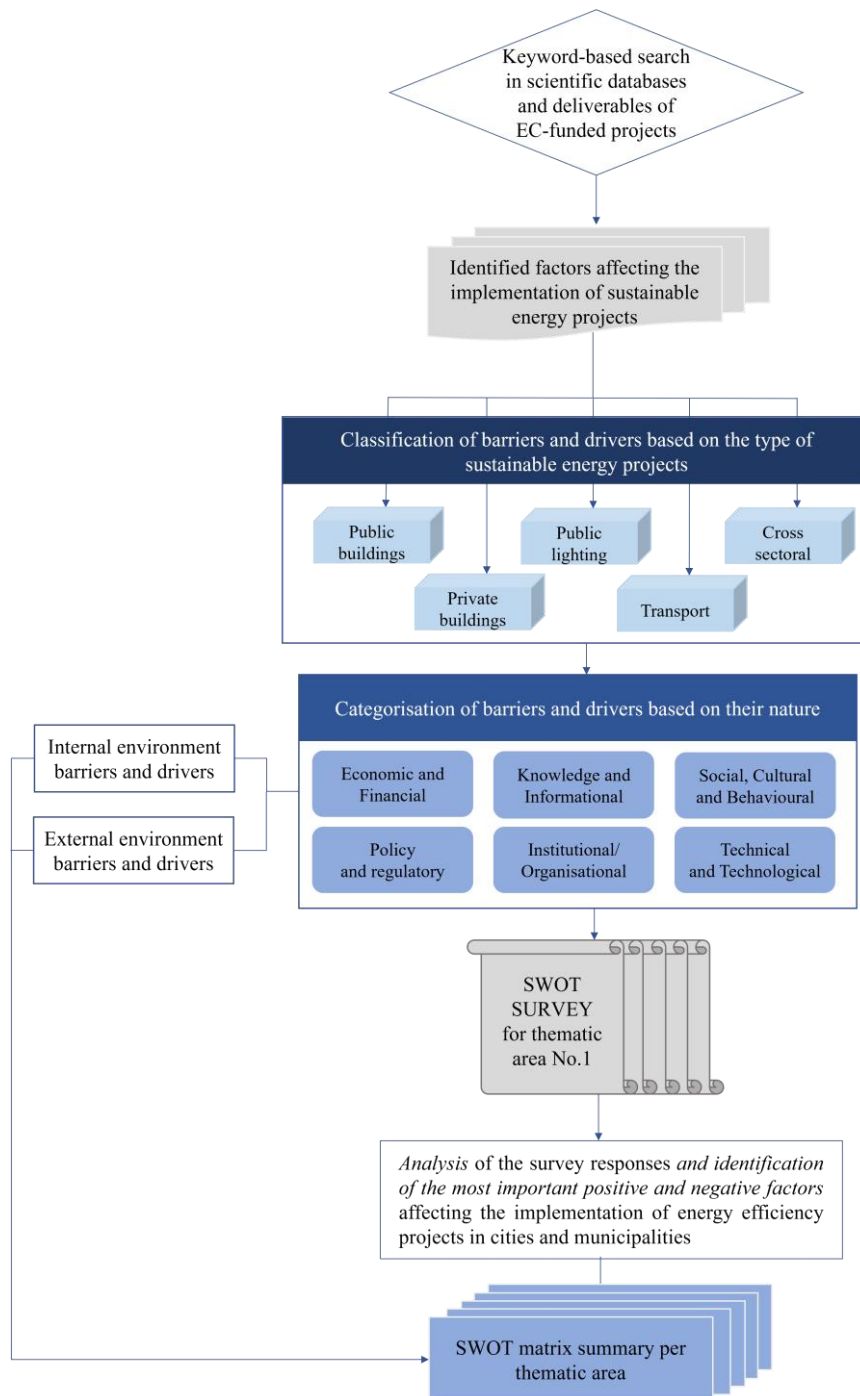 Keyword-based search
in scientific databases
and deliverables of
EC-funded projects
Identified factors affecting the
implementation of sustainable
energy projects
Classification of barriers and drivers based on the type of
sustainable energy projects
Public
buildings
Public
lighting
Cross
sectoral
Private
buildings
Transport
Categorisation of barriers and drivers based on their nature
Internal environment
barriers and drivers
External environment
barriers and drivers
Economic and
Financial
Knowledge and
Informational
Social, Cultural
and Behavioural
Policy
and regulatory
Institutional/
Organisational
Technical
and Technological
SWOT
SURVEY
for thematic
area No.1
Analysis of the survey responses and identification
of the most important positive and negative factors
affecting the implementation of energy efficiency
projects in cities and municipalities
SWOT matrix summary per
thematic area